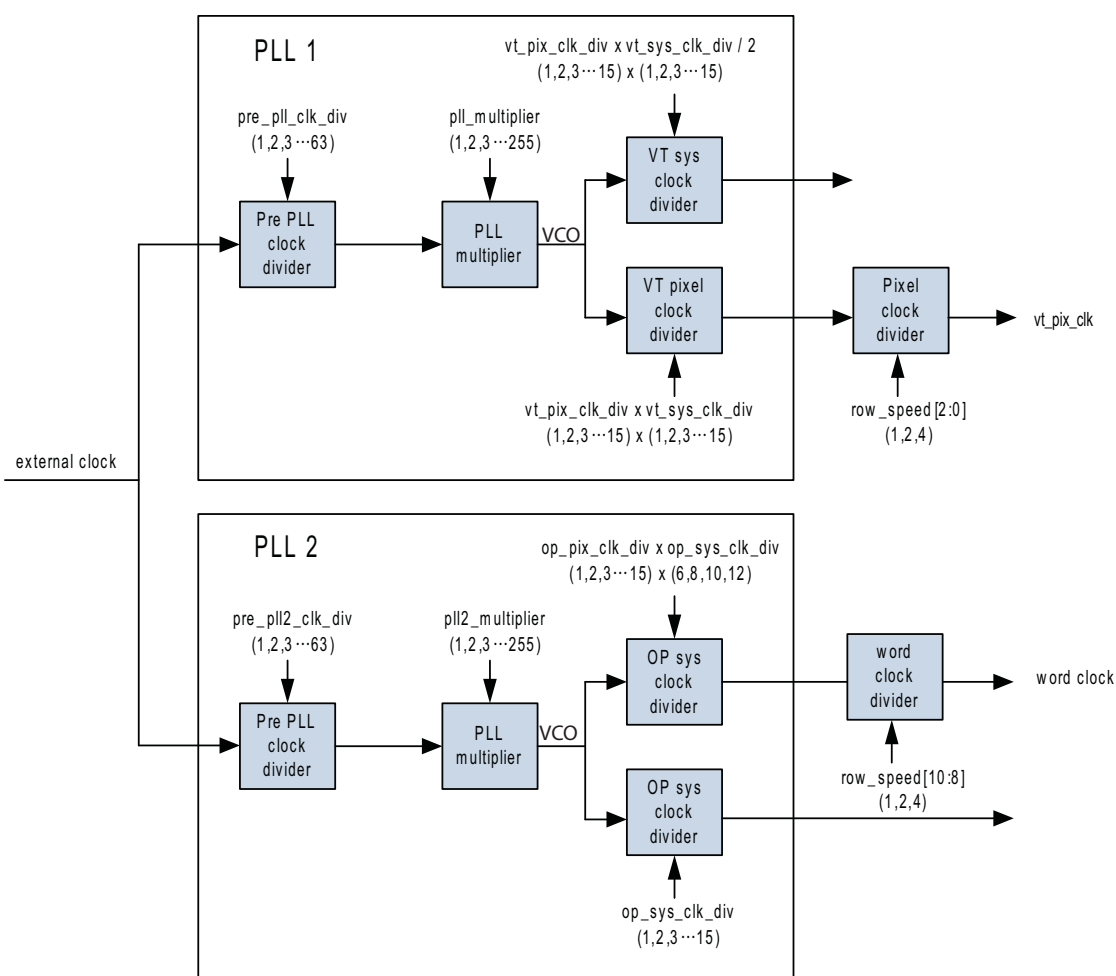 PLL 1
vt_pix_clk_div x vt_sys_clk_div / 2
(1,2,3···15) x (1,2,3···15)
pre_pll_clk_div
(1,2,3···63)
pll_multiplier
(1,2,3···255)
VT sys
clock
divider
Pre PLL
clock
divider
PLL
multiplier
VCO
VT pixel
clock
divider
Pixel
clock
divider
vt_pix_clk
vt_pix_clk_div x vt_sys_clk_div
(1,2,3···15) x (1,2,3···15)
row_speed[2:0]
(1,2,4)
external clock
PLL 2
op_pix_clk_div x op_sys_clk_div
(1,2,3···15) x (6,8,10,12)
pre_pll2_clk_div
(1,2,3···63)
pll2_multiplier
(1,2,3···255)
OP sys
clock
divider
word
clock
divider
word clock
Pre PLL
clock
divider
PLL
multiplier
VCO
row_speed[10:8]
(1,2,4)
OP sys
clock
divider
op_sys_clk_div
(1,2,3···15)